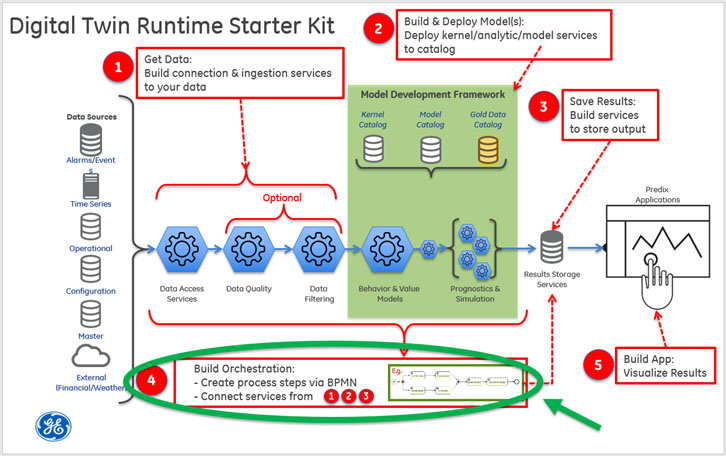 Digital Twin Runtime Starter Kit
1
Get Data:
Build connection & ingestion services
to your data
2
Build & Deploy Model(s):
Deploy kernel/analytic/model services
to catalog
3
Save Results:
Build services
to store output
Model Development Framework
Kernel
Catalog
Model
Catalog
Gold Data
Catalog
Data Sources
Alarms/Event
s
Time Series
Operational
Configuration
Master
External
(Financial/Weather)
Optional
Data Access
Services
Data Quality
Data
Filtering
Behavior & Value
Models
Prognostics &
Simulation
Results Storage
Services
Predix
Applications
4
Build Orchestration:
- Create process steps via BPMN
- Connect services from 1 2 3
E.g.
5
Build App:
Visualize Results
GE